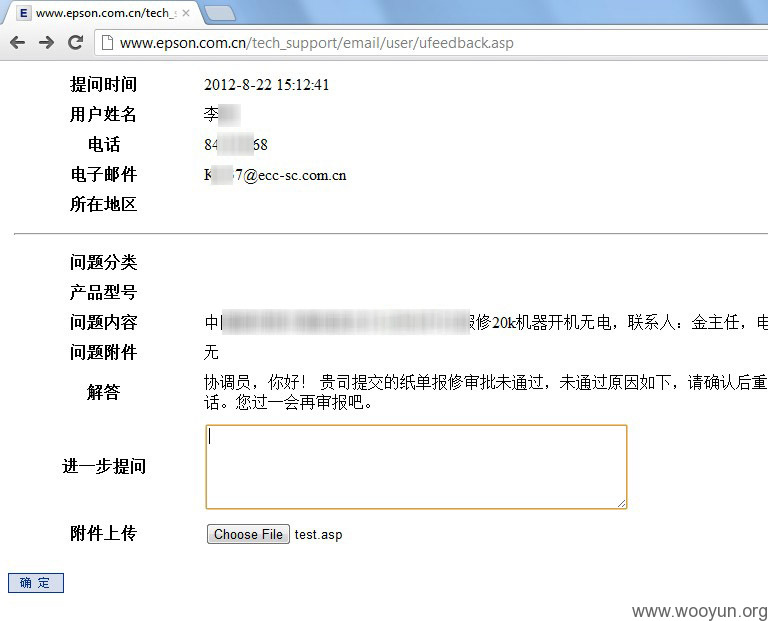 www.epson.com.cn/tech_s
www.epson.com.cn/tech_support/email/user/ufeedback.asp
提问时间 2012-8-22 15:12:41
用户姓名 李
电话 84 68
电子邮件 K 7@ecc-sc.com.cn
所在地区
问题分类
产品型号
问题内容 中 修20k机器开机无电，联系人：金主任，电
问题附件 无
解答 协调员，你好！ 贵司提交的纸单报修审批未通过，未通过原因如下，请确认后重
话。您过一会再审报吧。
进一步提问
附件上传 Choose File test.asp
确 定
www.wooyun.org